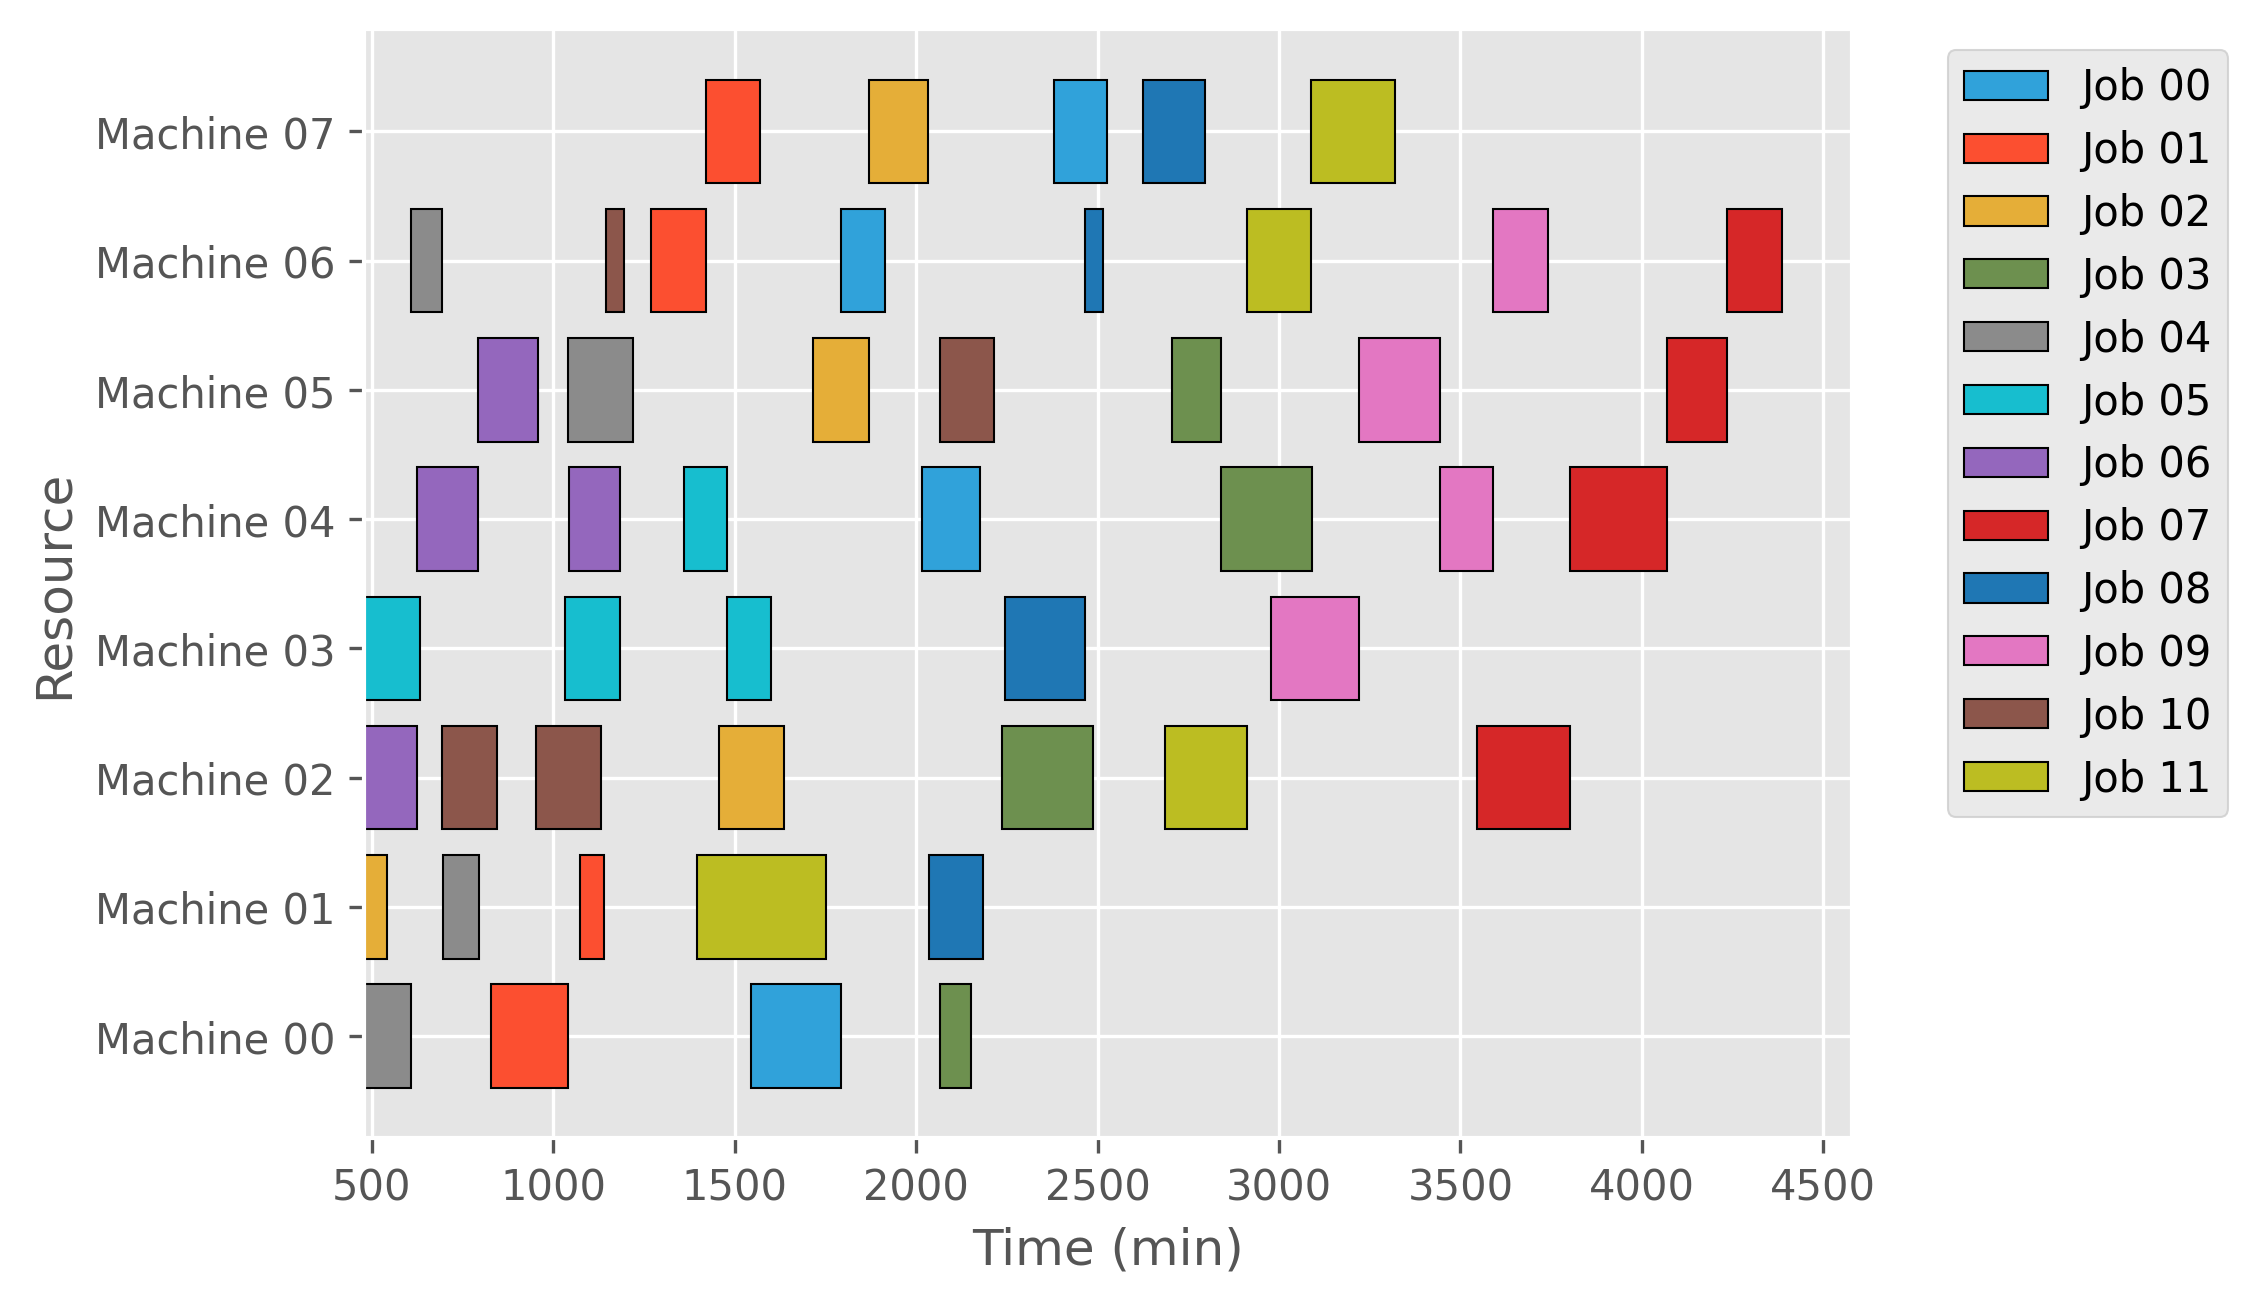 Machine 07
Machine 06
Machine 05
Machine 04
Machine 03
Machine 02
Machine 01
Machine 00
Resource
500 1000 1500 2000 2500 3000 3500 4000 4500
Time (min)
Job 00
Job 01
Job 02
Job 03
Job 04
Job 05
Job 06
Job 07
Job 08
Job 09
Job 10
Job 11